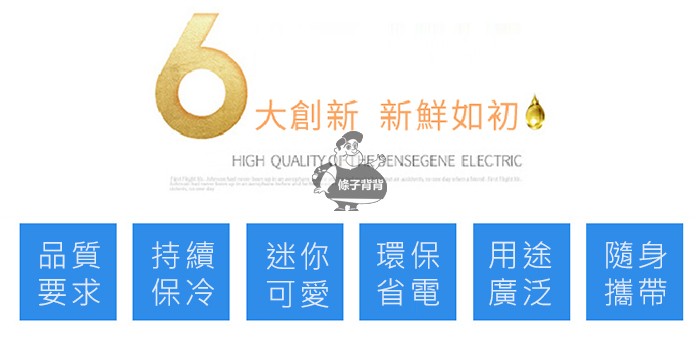 6
大創新 新鮮如初
HIGH QUALITY OF THE SENSEGENE ELECTRIC
條子背背
品質
要求
持續
保冷
迷你
可愛
環保
省電
用途
廣泛
隨身
攜帶